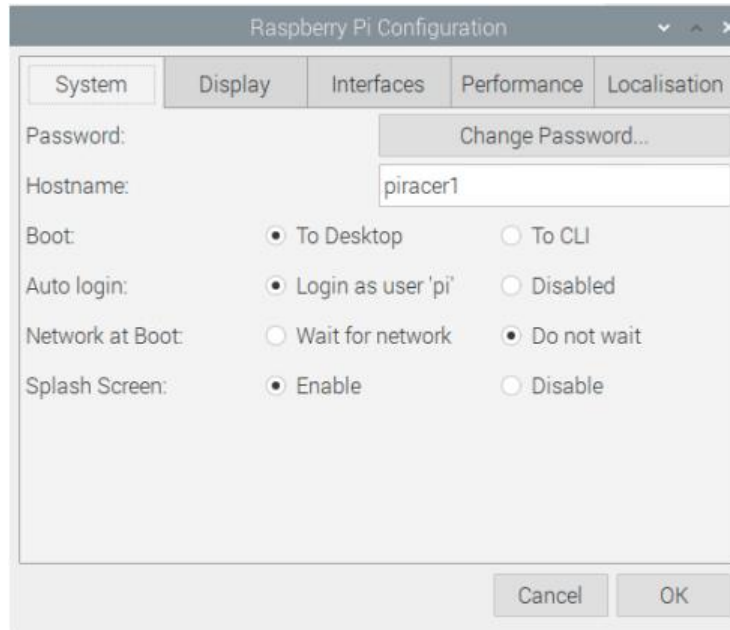 Raspberry Pi Configuration
System Display Interfaces Performance Localisation
Password: Change Password...
Hostname: piracer1
Boot: To Desktop To CLI
Auto login: Login as user 'pi' Disabled
Network at Boot: Wait for network Do not wait
Splash Screen: Enable Disable
Cancel OK